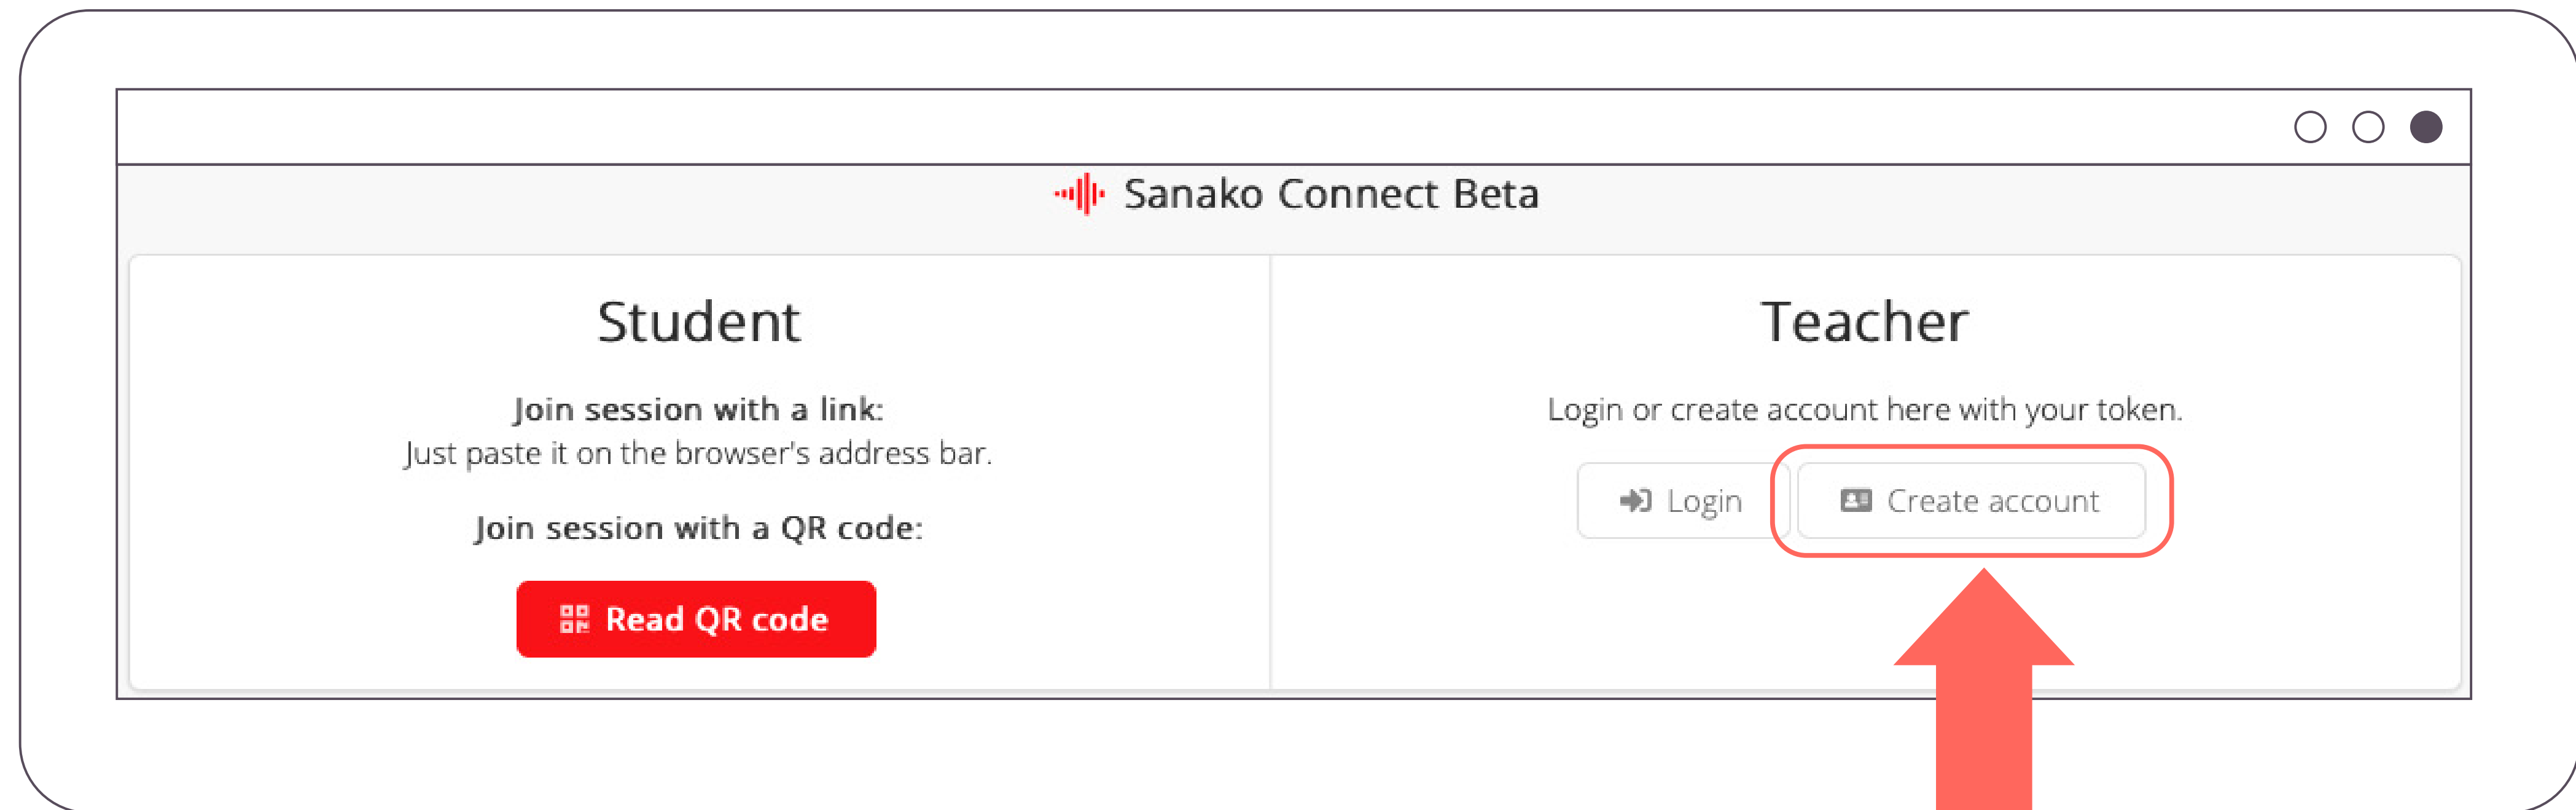 Sanako Connect Beta
Student
Join session with a link:
Just paste it on the browser's address bar.
Join session with a QR code:
Read QR code
Teacher
Login or create account here with your token.
Login
Create account